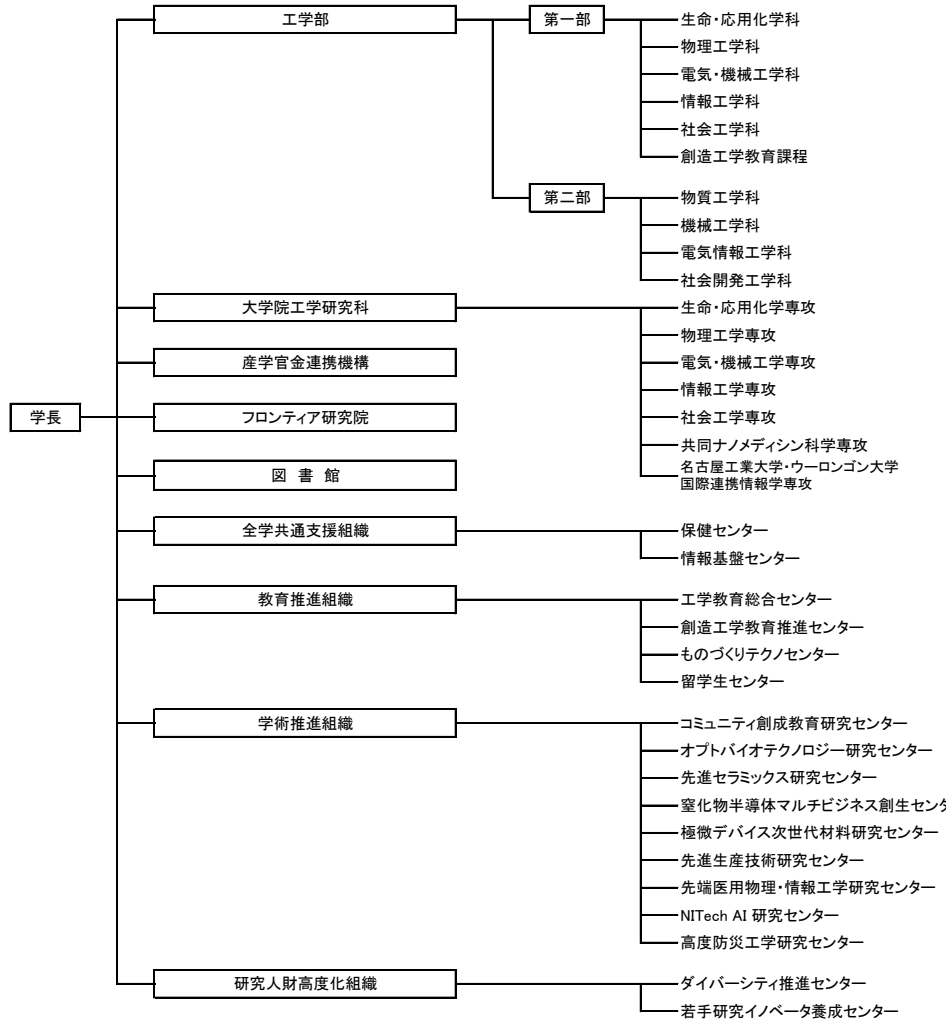 工学部
第一部
生命・応用化学科
物理工学科
電気・機械工学科
情報工学科
社会工学科
創造工学教育課程
第二部
物質工学科
機械工学科
電気情報工学科
社会開発工学科
大学院工学研究科
生命・応用化学専攻
物理工学専攻
電気・機械工学専攻
情報工学専攻
社会工学専攻
共同ナノメディシン科学専攻
名古屋工業大学・ウーロンゴン大学
国際連携情報学専攻
産学官金連携機構
学長
フロンティア研究院
図 書 館
全学共通支援組織
保健センター
情報基盤センター
教育推進組織
工学教育総合センター
創造工学教育推進センター
ものづくりテクノセンター
留学生センター
学術推進組織
コミュニティ創成教育研究センター
オプトバイオテクノロジー研究センター
先進セラミックス研究センター
窒化物半導体マルチビジネス創生センタ
極微デバイス次世代材料研究センター
先進生産技術研究センター
先端医用物理・情報工学研究センター
NITech AI 研究センター
高度防災工学研究センター
研究人財高度化組織
ダイバーシティ推進センター
若手研究イノベータ養成センター